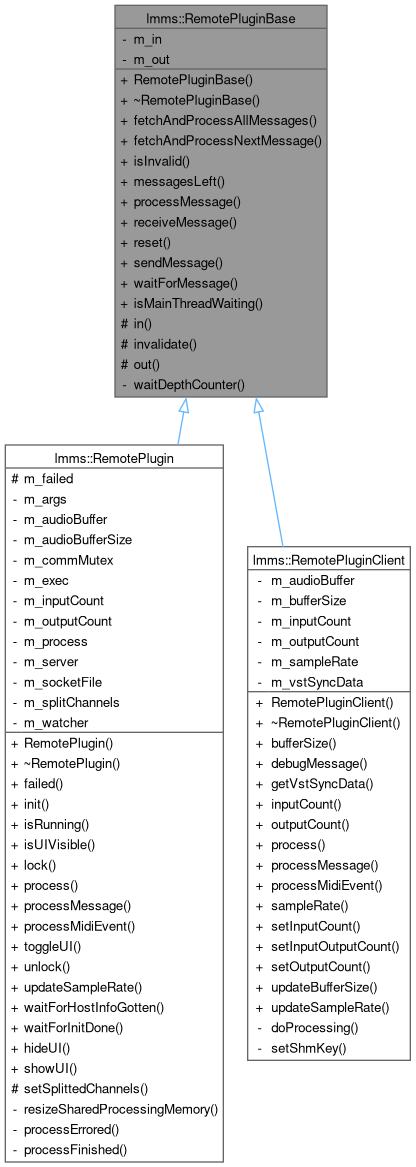 lmms::RemotePluginBase
- m_in
- m_out
+ RemotePluginBase()
+ ~RemotePluginBase()
+ fetchAndProcessAllMessages()
+ fetchAndProcessNextMessage()
+ isInvalid()
+ messagesLeft()
+ processMessage()
+ receiveMessage()
+ reset()
+ sendMessage()
+ waitForMessage()
+ isMainThreadWaiting()
# in()
# invalidate()
# out()
- waitDepthCounter()
lmms::RemotePlugin
# m_failed
- m_args
- m_audioBuffer
- m_audioBufferSize
- m_commMutex
- m_exec
- m_inputCount
- m_outputCount
- m_process
- m_server
- m_socketFile
- m_splitChannels
- m_watcher
+ RemotePlugin()
+ ~RemotePlugin()
+ failed()
+ init()
+ isRunning()
+ isUIVisible()
+ lock()
+ process()
+ processMessage()
+ processMidiEvent()
+ toggleUI()
+ unlock()
+ updateSampleRate()
+ waitForHostInfoGotten()
+ waitForInitDone()
+ hideUI()
+ showUI()
# setSplittedChannels()
- resizeSharedProcessingMemory()
- processErrored()
- processFinished()
lmms::RemotePluginClient
- m_audioBuffer
- m_bufferSize
- m_inputCount
- m_outputCount
- m_sampleRate
- m_vstSyncData
+ RemotePluginClient()
+ ~RemotePluginClient()
+ bufferSize()
+ debugMessage()
+ getVstSyncData()
+ inputCount()
+ outputCount()
+ process()
+ processMessage()
+ processMidiEvent()
+ sampleRate()
+ setInputCount()
+ setInputOutputCount()
+ setOutputCount()
+ updateBufferSize()
+ updateSampleRate()
- doProcessing()
- setShmKey()